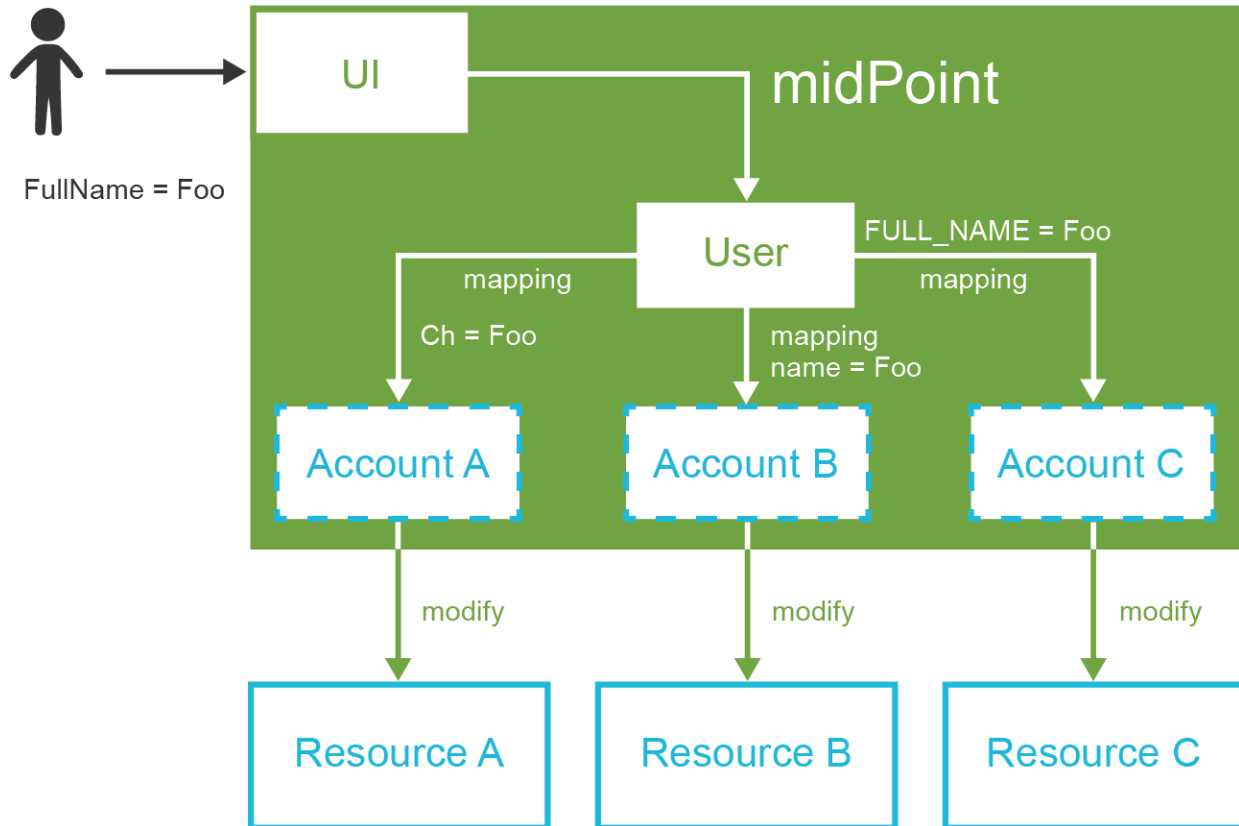 UI
midPoint
FullName = Foo
User
FULL_NAME = Foo
mapping
mapping
Ch = Foo
mapping
name = Foo
Account A
Account B
Account C
modify
modify
modify
Resource A
Resource B
Resource C